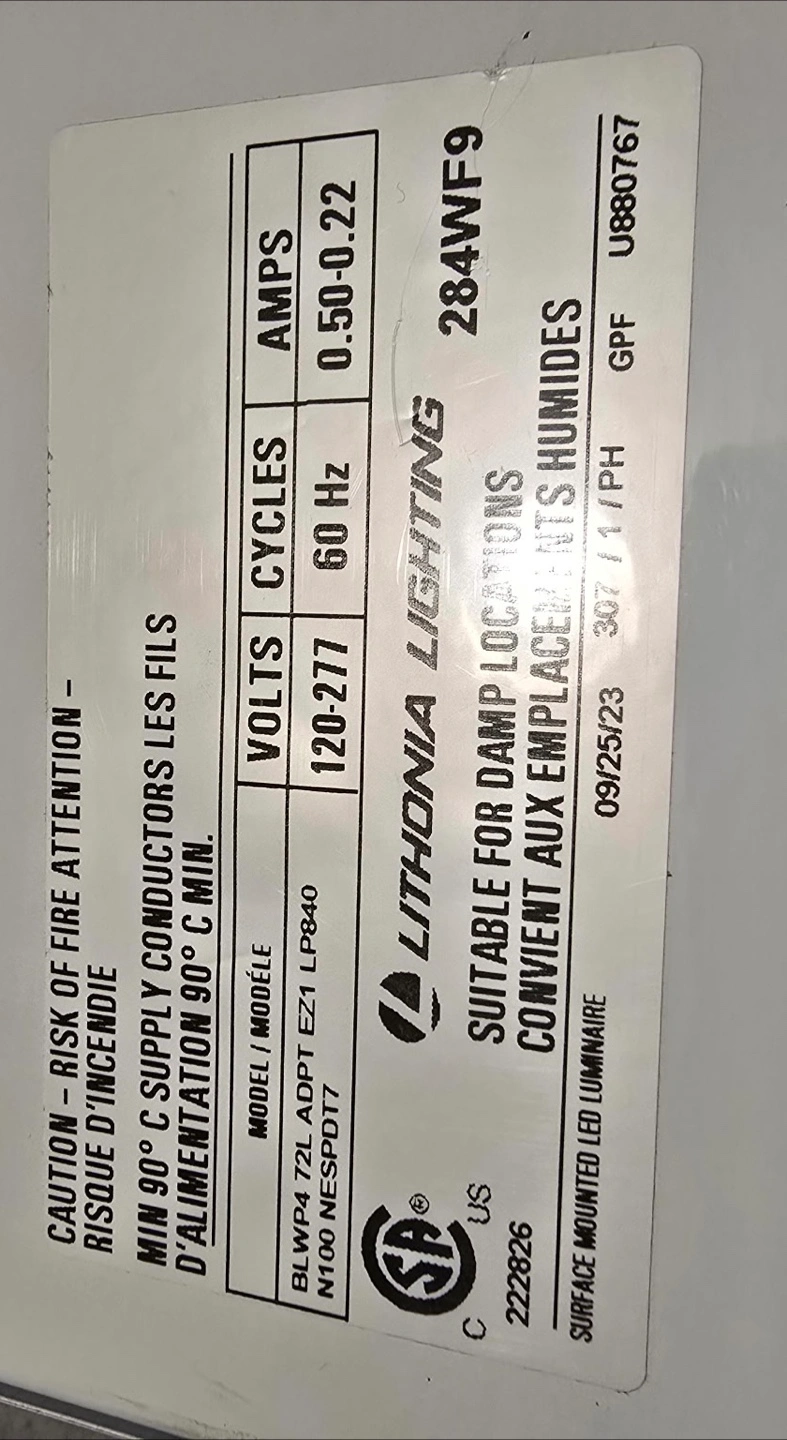 CAUTION – RISK OF FIRE ATTENTION –
RISQUE D'INCENDIE
MIN 90° C SUPPLY CONDUCTORS LES FILS
D'ALIMENTATION 90° C MIN.
MODEL / MODÉLE VOLTS CYCLES AMPS
BLWP4 72L ADPT EZ1 LP840 120-277 60 Hz 0.50-0.22
N100 NESPDT7
LITHONIA LIGHTING 284WF9
CSA ®
C US
SUITABLE FOR DAMP LOCATIONS
222826 CONVIENT AUX EMPLACEMENTS HUMIDES
SURFACE MOUNTED LED LUMINAIRE 09/25/23 307 / 1 / PH GPF U880767